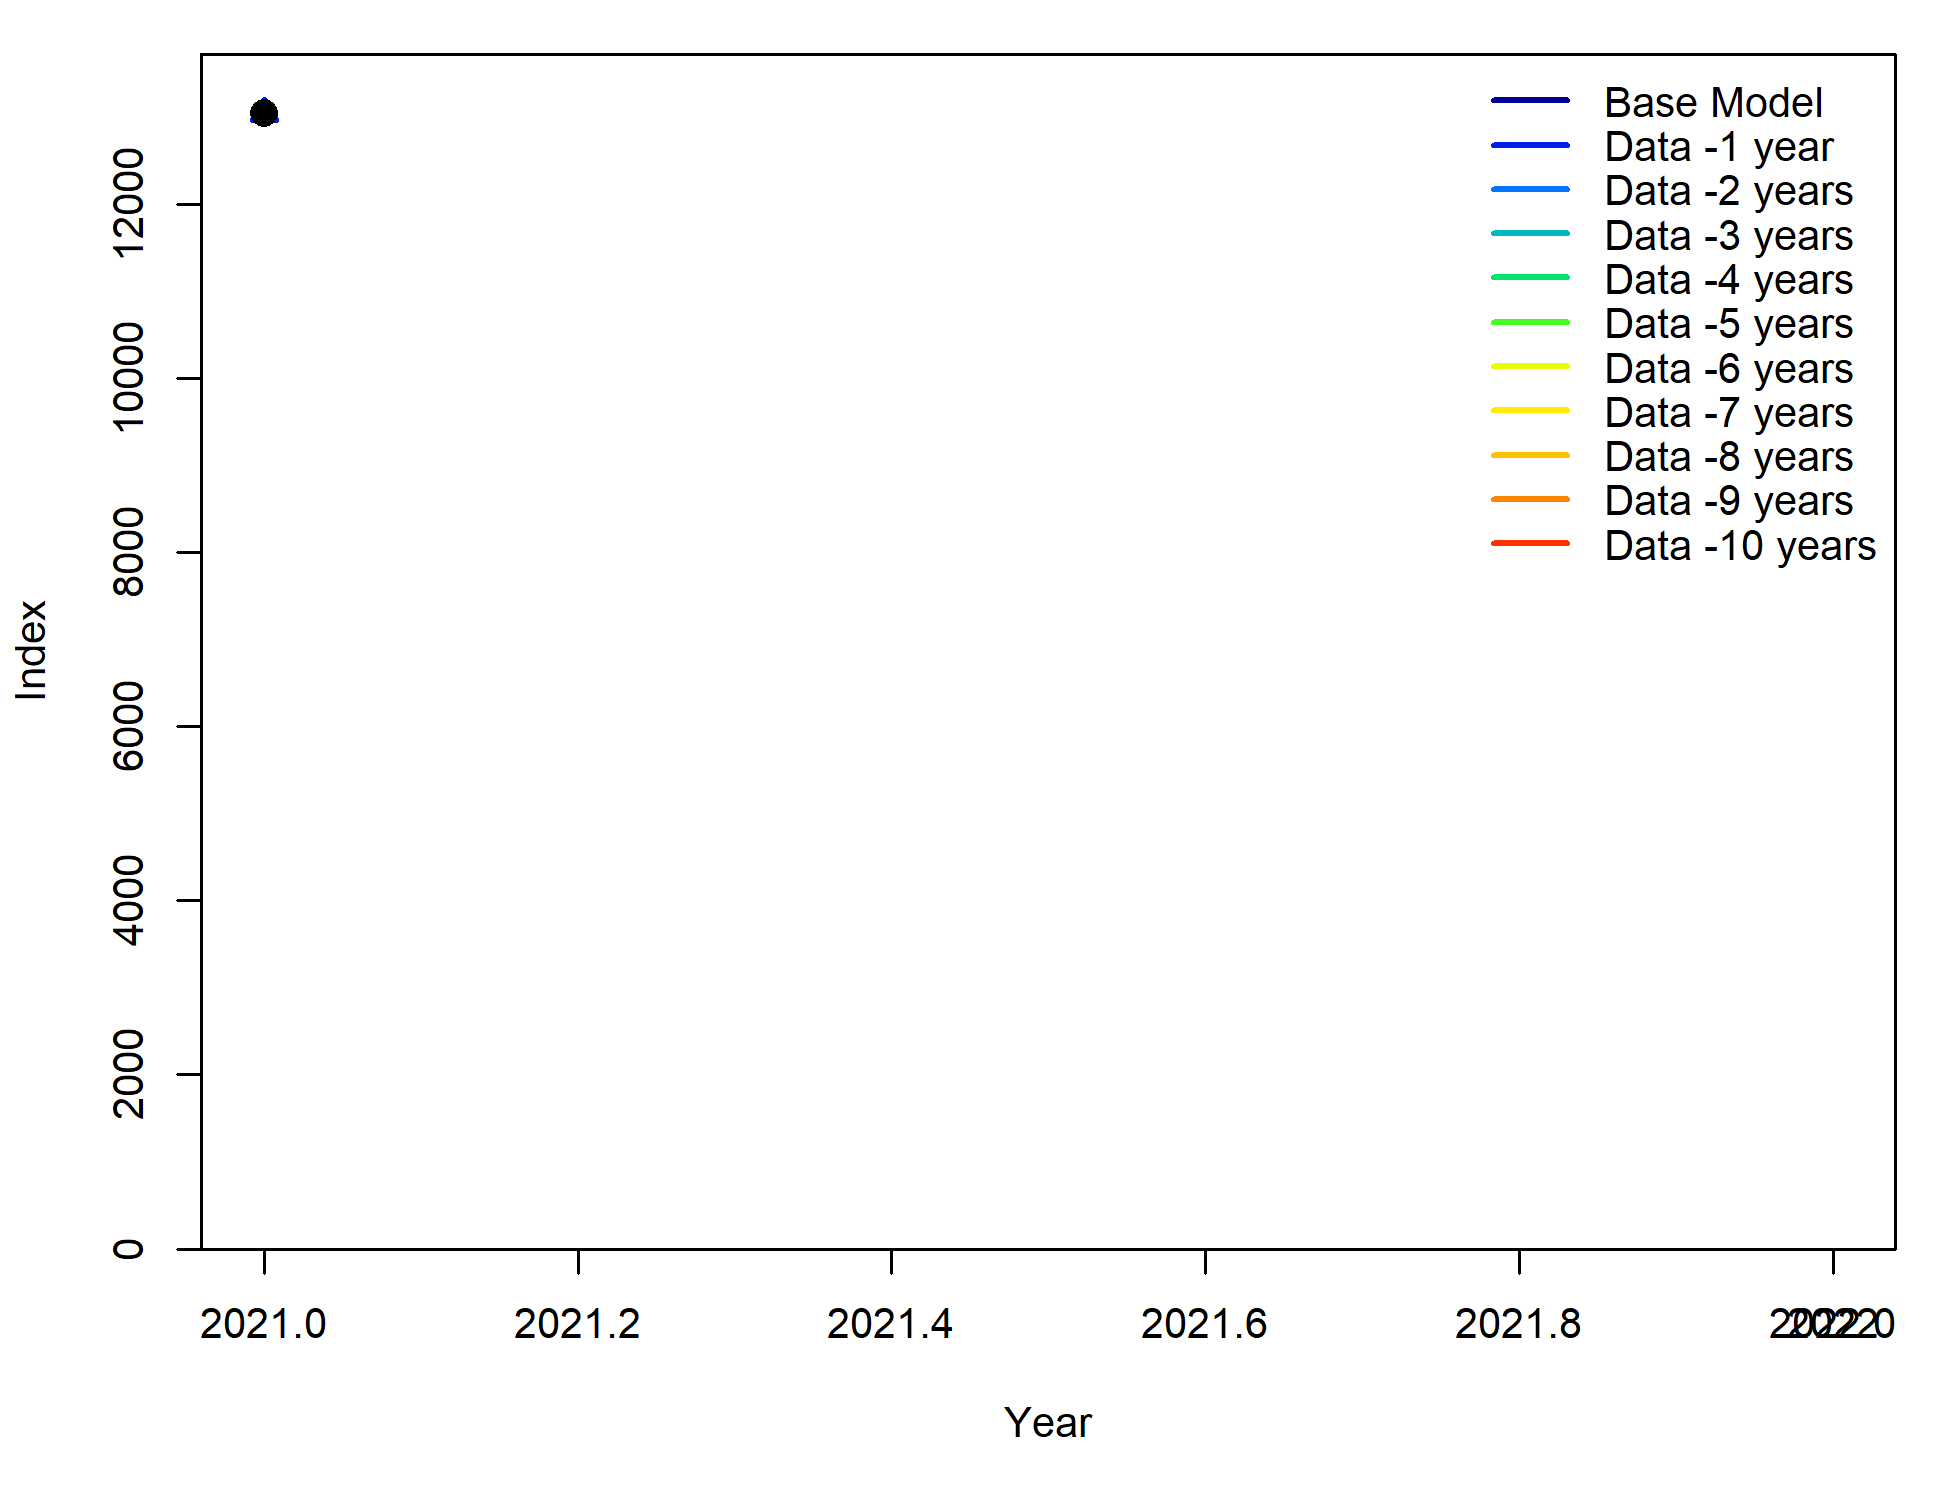 Base Model
Data -1 year
Data -2 years
Data -3 years
Data -4 years
Data -5 years
Data -6 years
Data -7 years
Data -8 years
Data -9 years
Data -10 years
12000
10000
8000
6000
4000
2000
0
Index
2021.0 2021.2 2021.4 2021.6 2021.8
Year